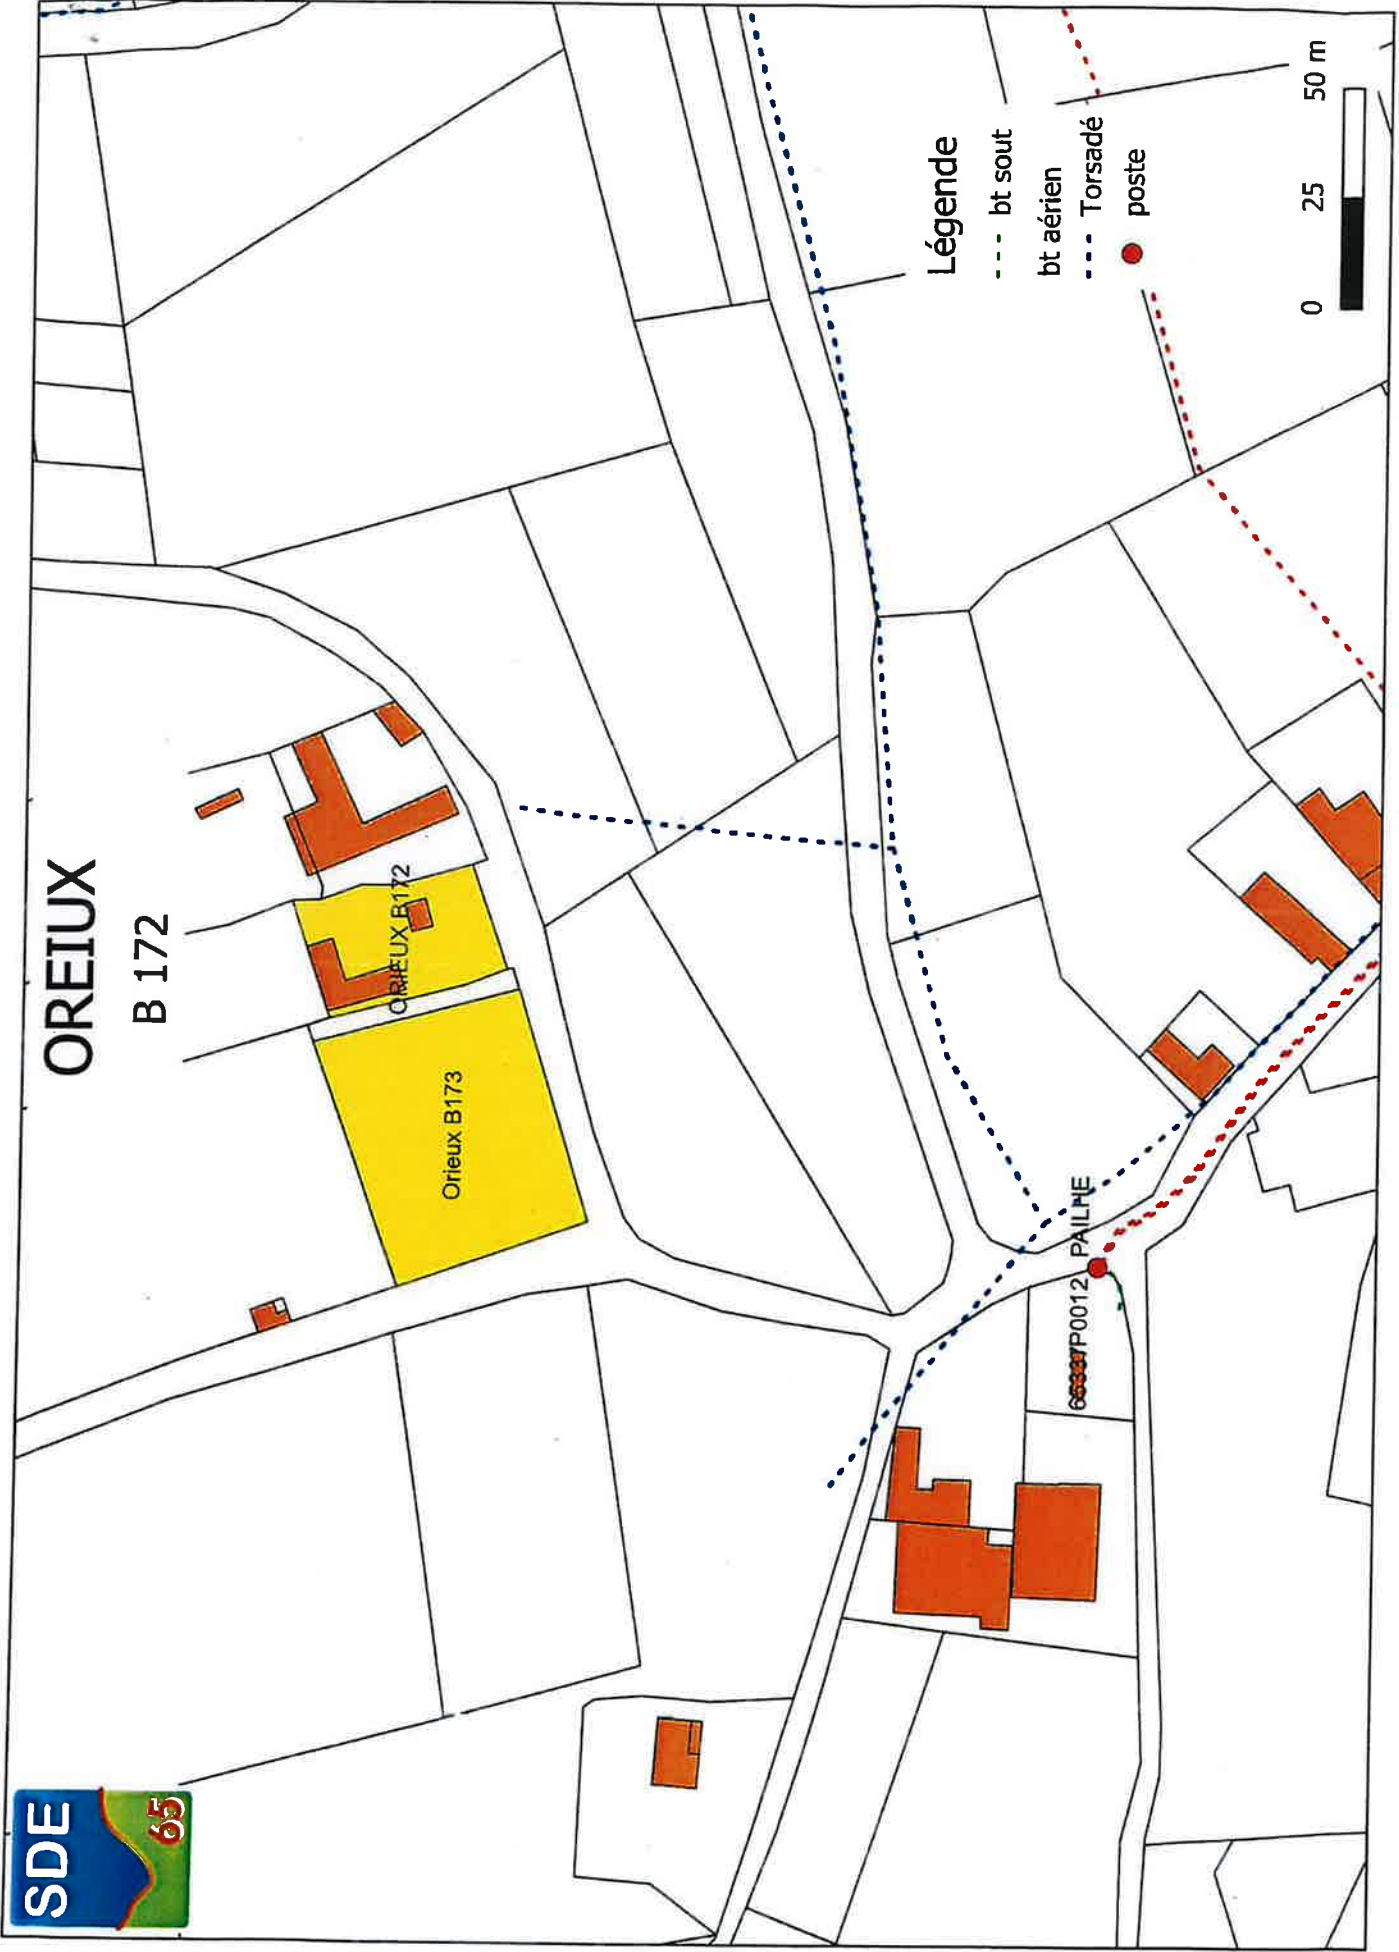 SDE
65
OREIUX
B 172
ORIEUX B172
Orieux B173
PAILHE
Légende
bt sout
bt aérien
Torsadé
poste
0 25 50 m